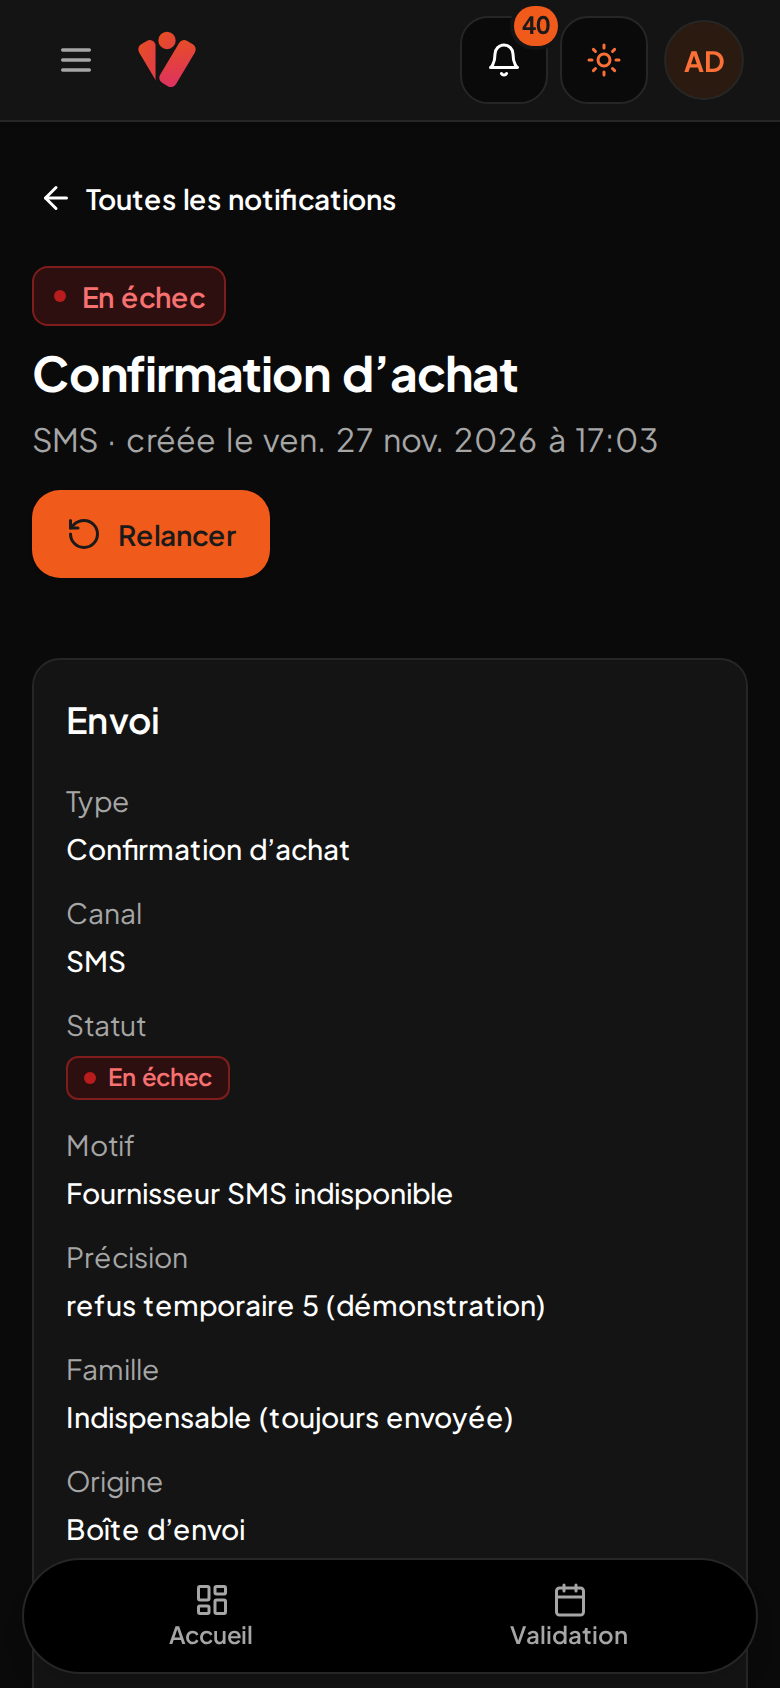 40
AD
Toutes les notifications
En échec
Confirmation d’achat
SMS · créée le ven. 27 nov. 2026 à 17:03
Relancer
Envoi
Type
Confirmation d’achat
Canal
SMS
Statut
En échec
Motif
Fournisseur SMS indisponible
Précision
refus temporaire 5 (démonstration)
Famille
Indispensable (toujours envoyée)
Origine
Boîte d’envoi
Accueil
Validation